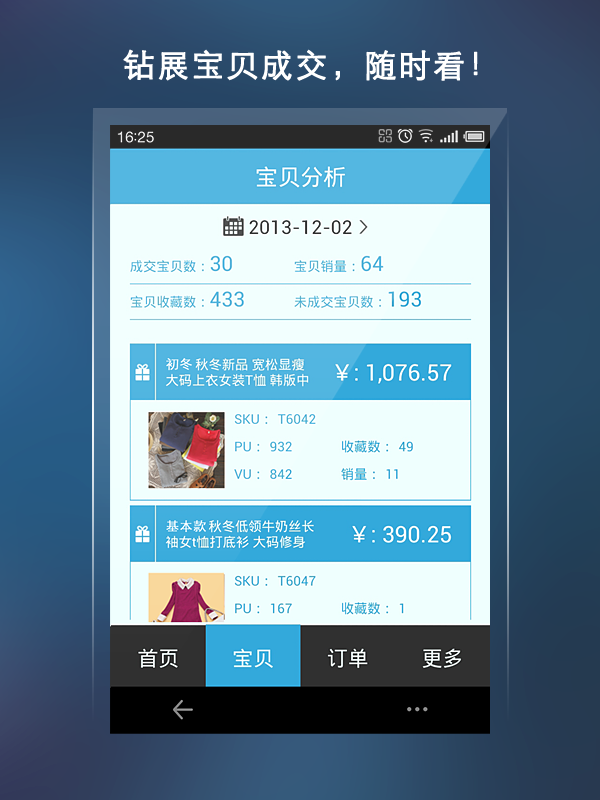 钻展宝贝成交，随时看！
16:25
宝贝分析
2013-12-02
成交宝贝数：30 宝贝销量：64
宝贝收藏数：433 未成交宝贝数：193
初冬 秋冬新品 宽松显瘦
大码上衣女装T恤 韩版中
￥：1,076.57
SKU： T6042
PU： 932 收藏数： 49
VU： 842 销量： 11
基本款 秋冬低领牛奶丝长
袖女t恤打底衫 大码修身
￥：390.25
SKU： T6047
PU： 167 收藏数： 1
首页 宝贝 订单 更多